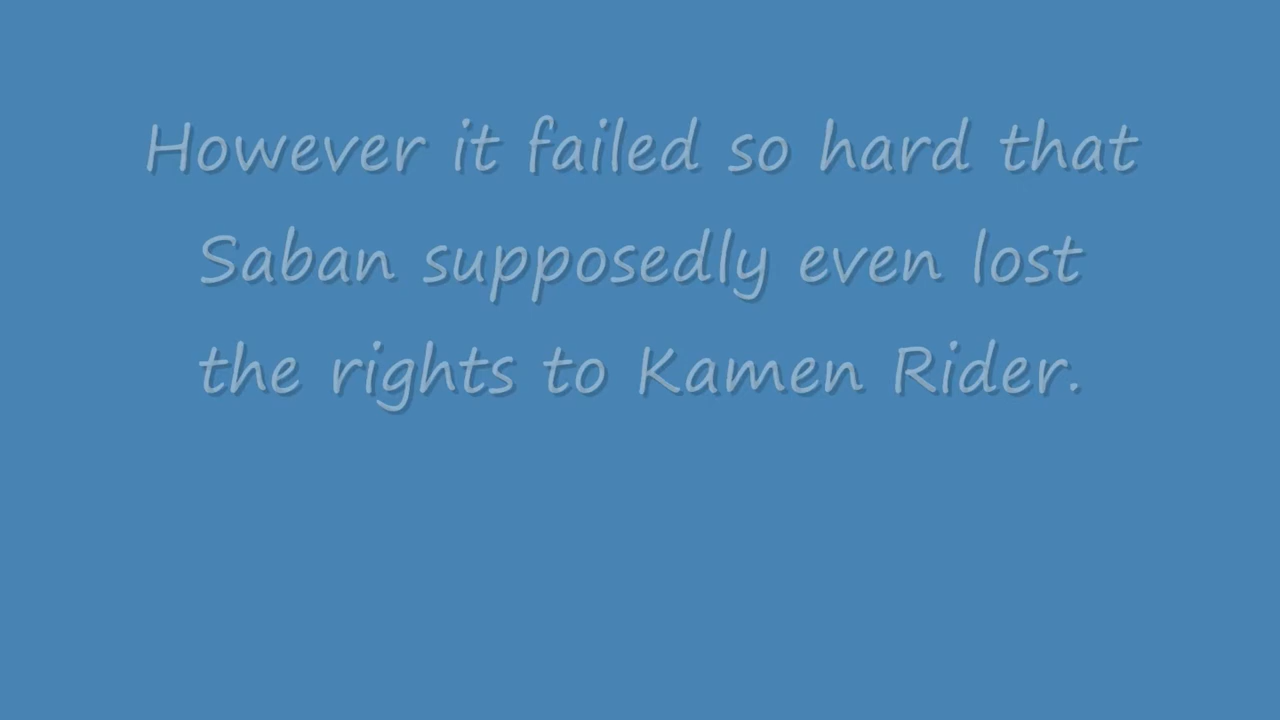 However it failed so hard that
Saban supposedly even lost
the rights to Kamen Rider.